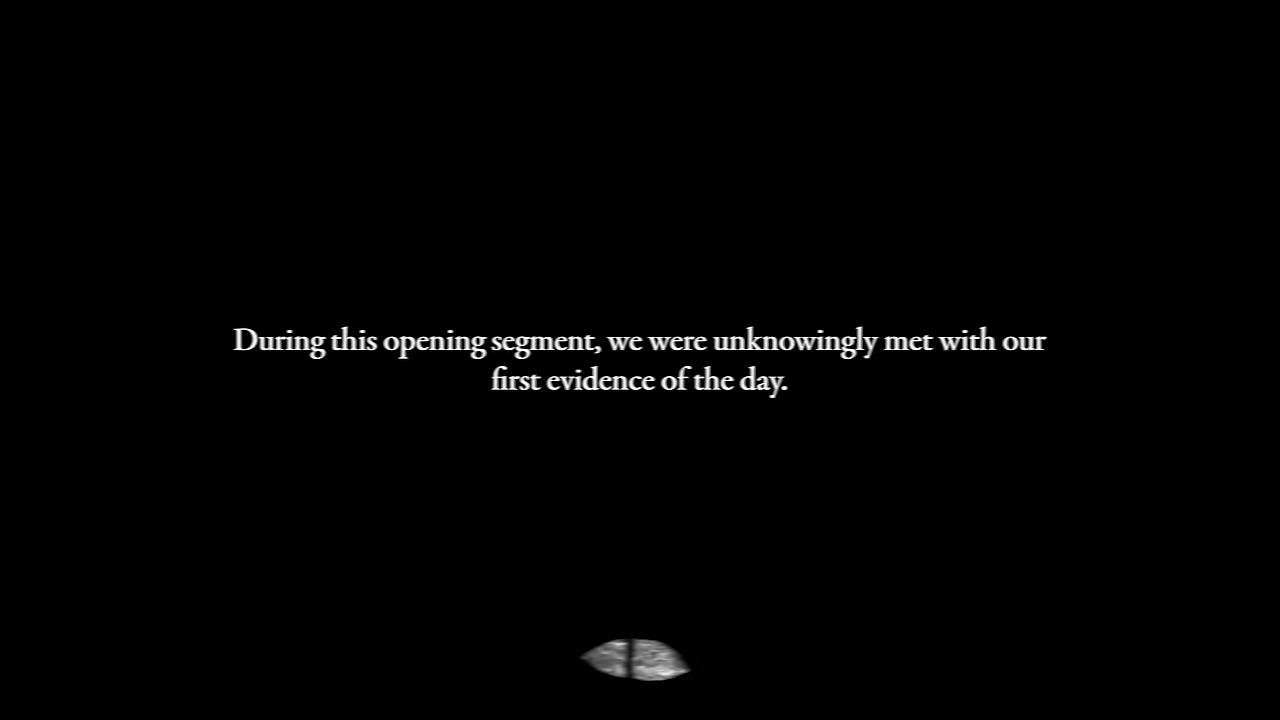 During this opening segment, we were unknowingly met with our
first evidence of the day.